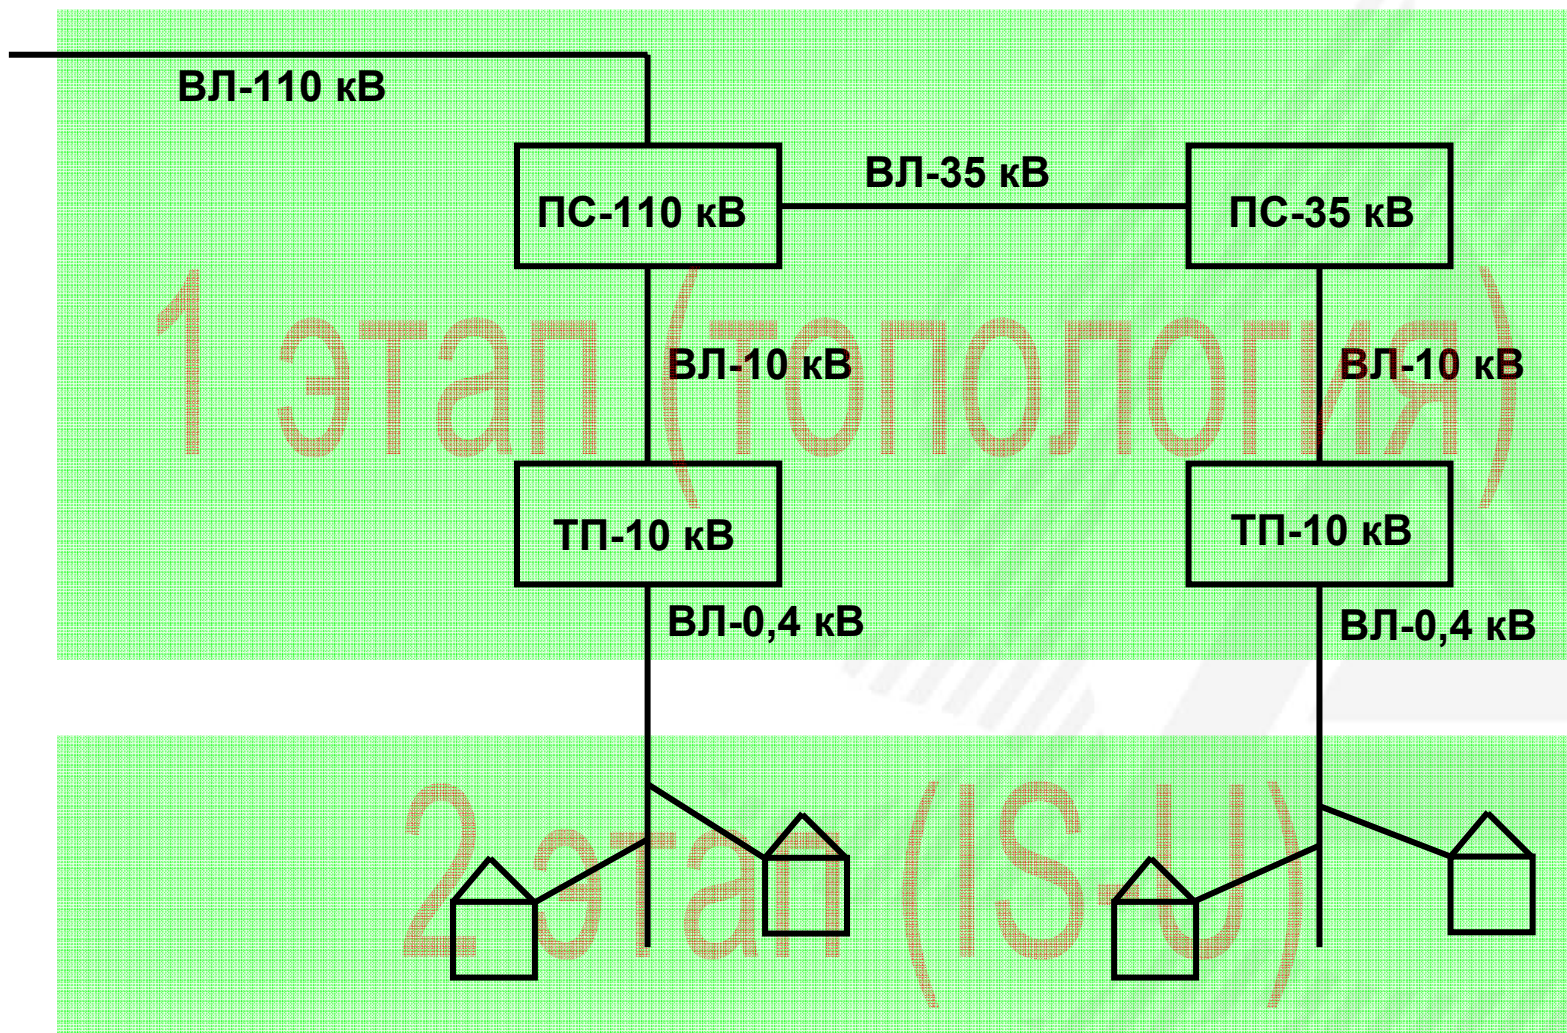 ВЛ-110 кВ
ВЛ-35 кВ
ПС-110 кВ
ПС-35 кВ
1 этап (топология)
ВЛ-10 кВ
ВЛ-10 кВ
ТП-10 кВ
ТП-10 кВ
ВЛ-0,4 кВ
ВЛ-0,4 кВ
2 этап (IS-U)